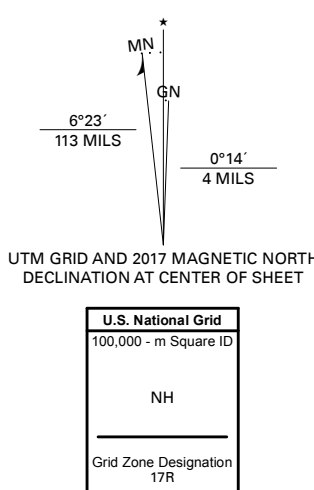 ★
MN
GN
6°23´
113 MILS
0°14´
4 MILS
UTM GRID AND 2017 MAGNETIC NORTH
DECLINATION AT CENTER OF SHEET
U.S. National Grid
100,000 - m Square ID
NH
Grid Zone Designation
17R